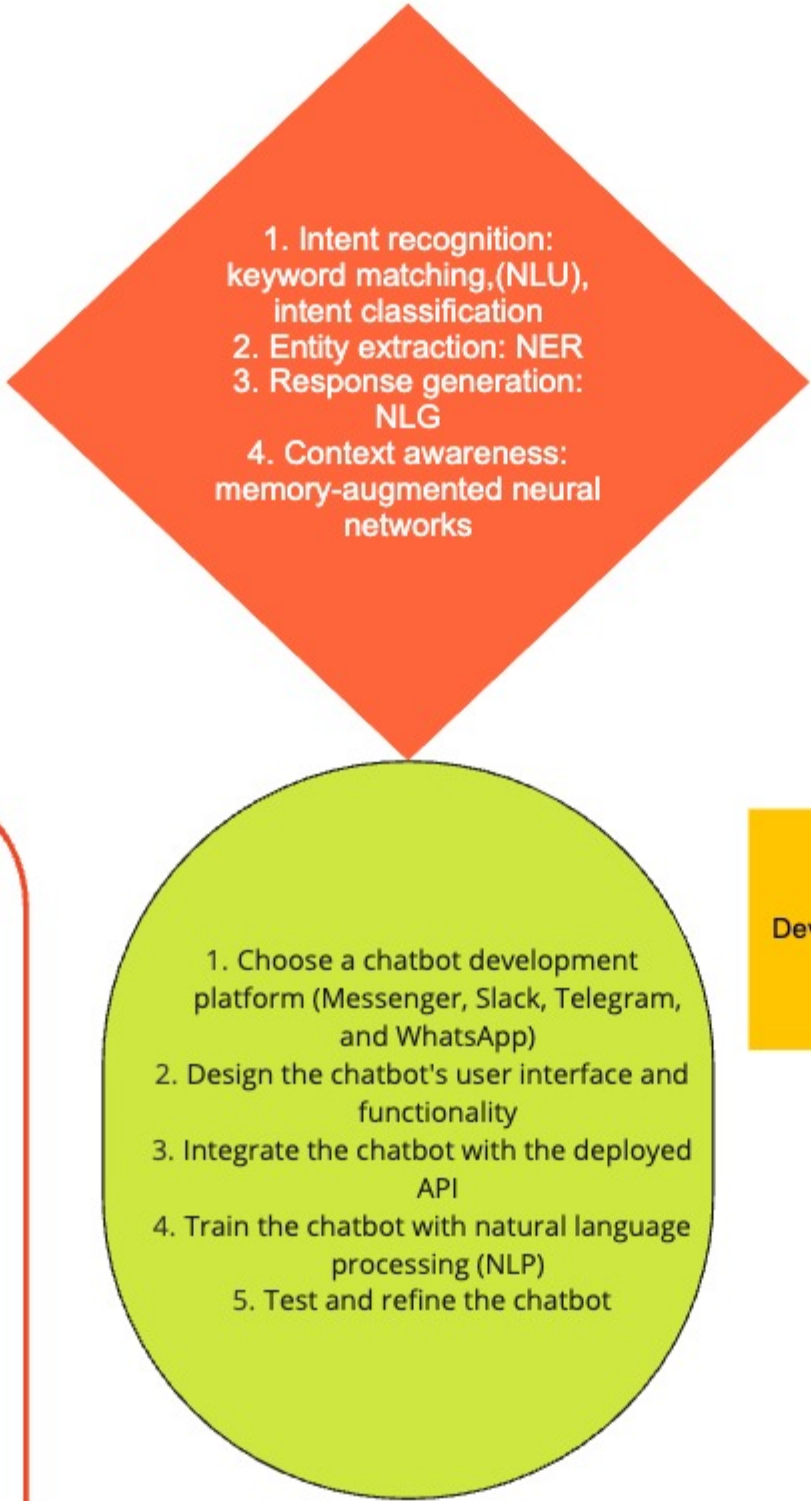 1. Intent recognition:
keyword matching,(NLU),
intent classification
2. Entity extraction: NER
3. Response generation:
NLG
4. Context awareness:
memory-augmented neural
networks
1. Choose a chatbot development
platform (Messenger, Slack, Telegram,
and WhatsApp)
2. Design the chatbot's user interface and
functionality
3. Integrate the chatbot with the deployed
API
4. Train the chatbot with natural language
processing (NLP)
5. Test and refine the chatbot
Dev